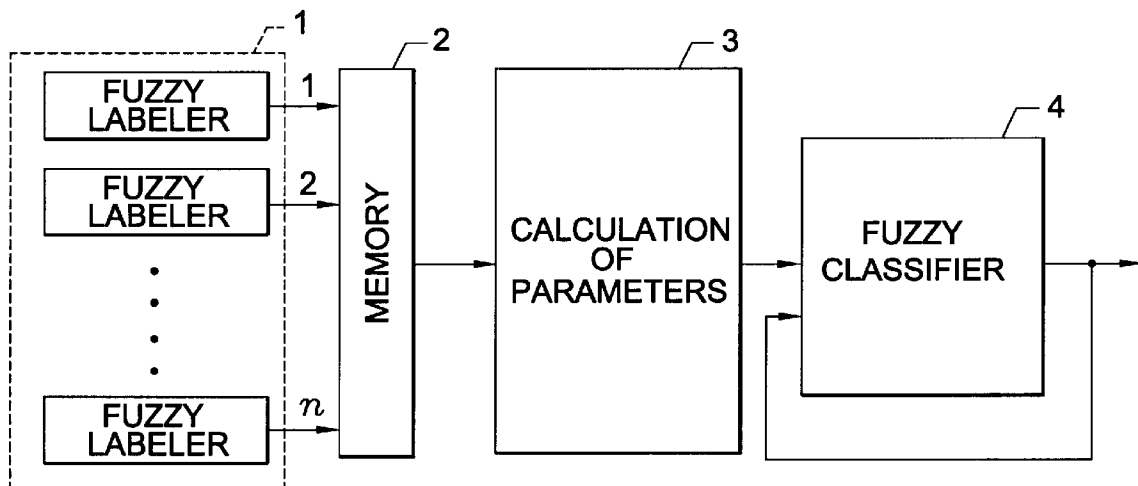 1
FUZZY
LABELER
1
FUZZY
LABELER
2
FUZZY
LABELER
n
2
MEMORY
3
CALCULATION
OF
PARAMETERS
4
FUZZY
CLASSIFIER